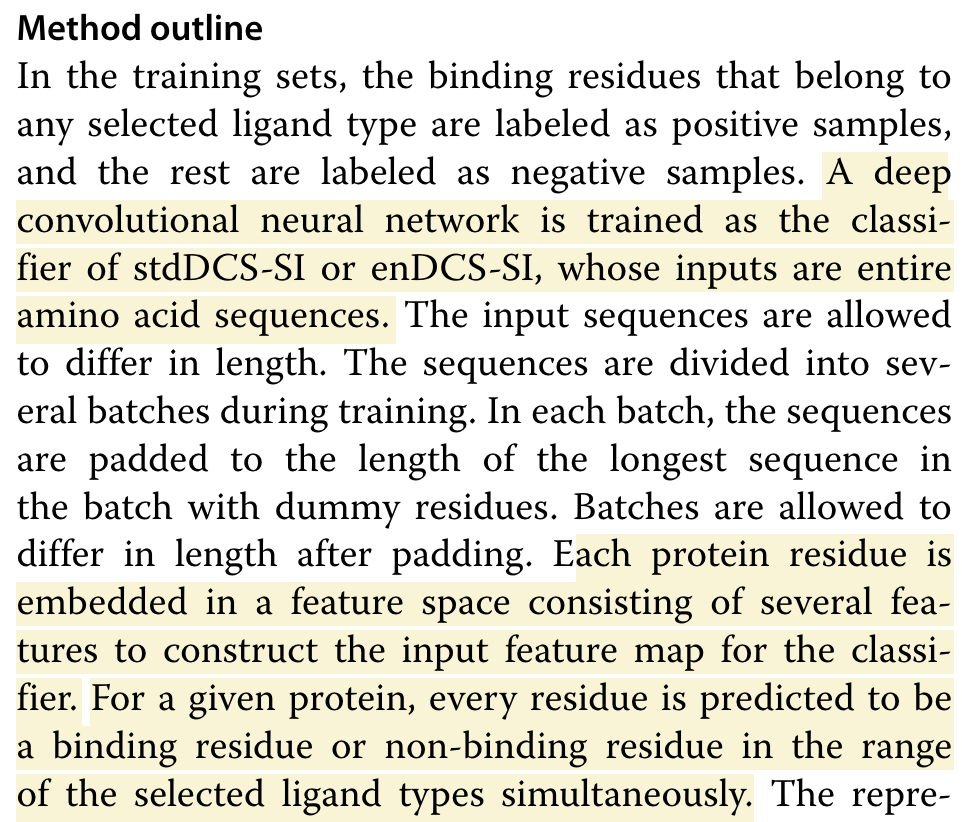 Method outline
In the training sets, the binding residues that belong to
any selected ligand type are labeled as positive samples,
and the rest are labeled as negative samples. A deep
convolutional neural network is trained as the classi-
fier of stdDCS-SI or enDCS-SI, whose inputs are entire
amino acid sequences. The input sequences are allowed
to differ in length. The sequences are divided into sev-
eral batches during training. In each batch, the sequences
are padded to the length of the longest sequence in
the batch with dummy residues. Batches are allowed to
differ in length after padding. Each protein residue is
embedded in a feature space consisting of several fea-
tures to construct the input feature map for the classi-
fier. For a given protein, every residue is predicted to be
a binding residue or non-binding residue in the range
of the selected ligand types simultaneously. The repre-